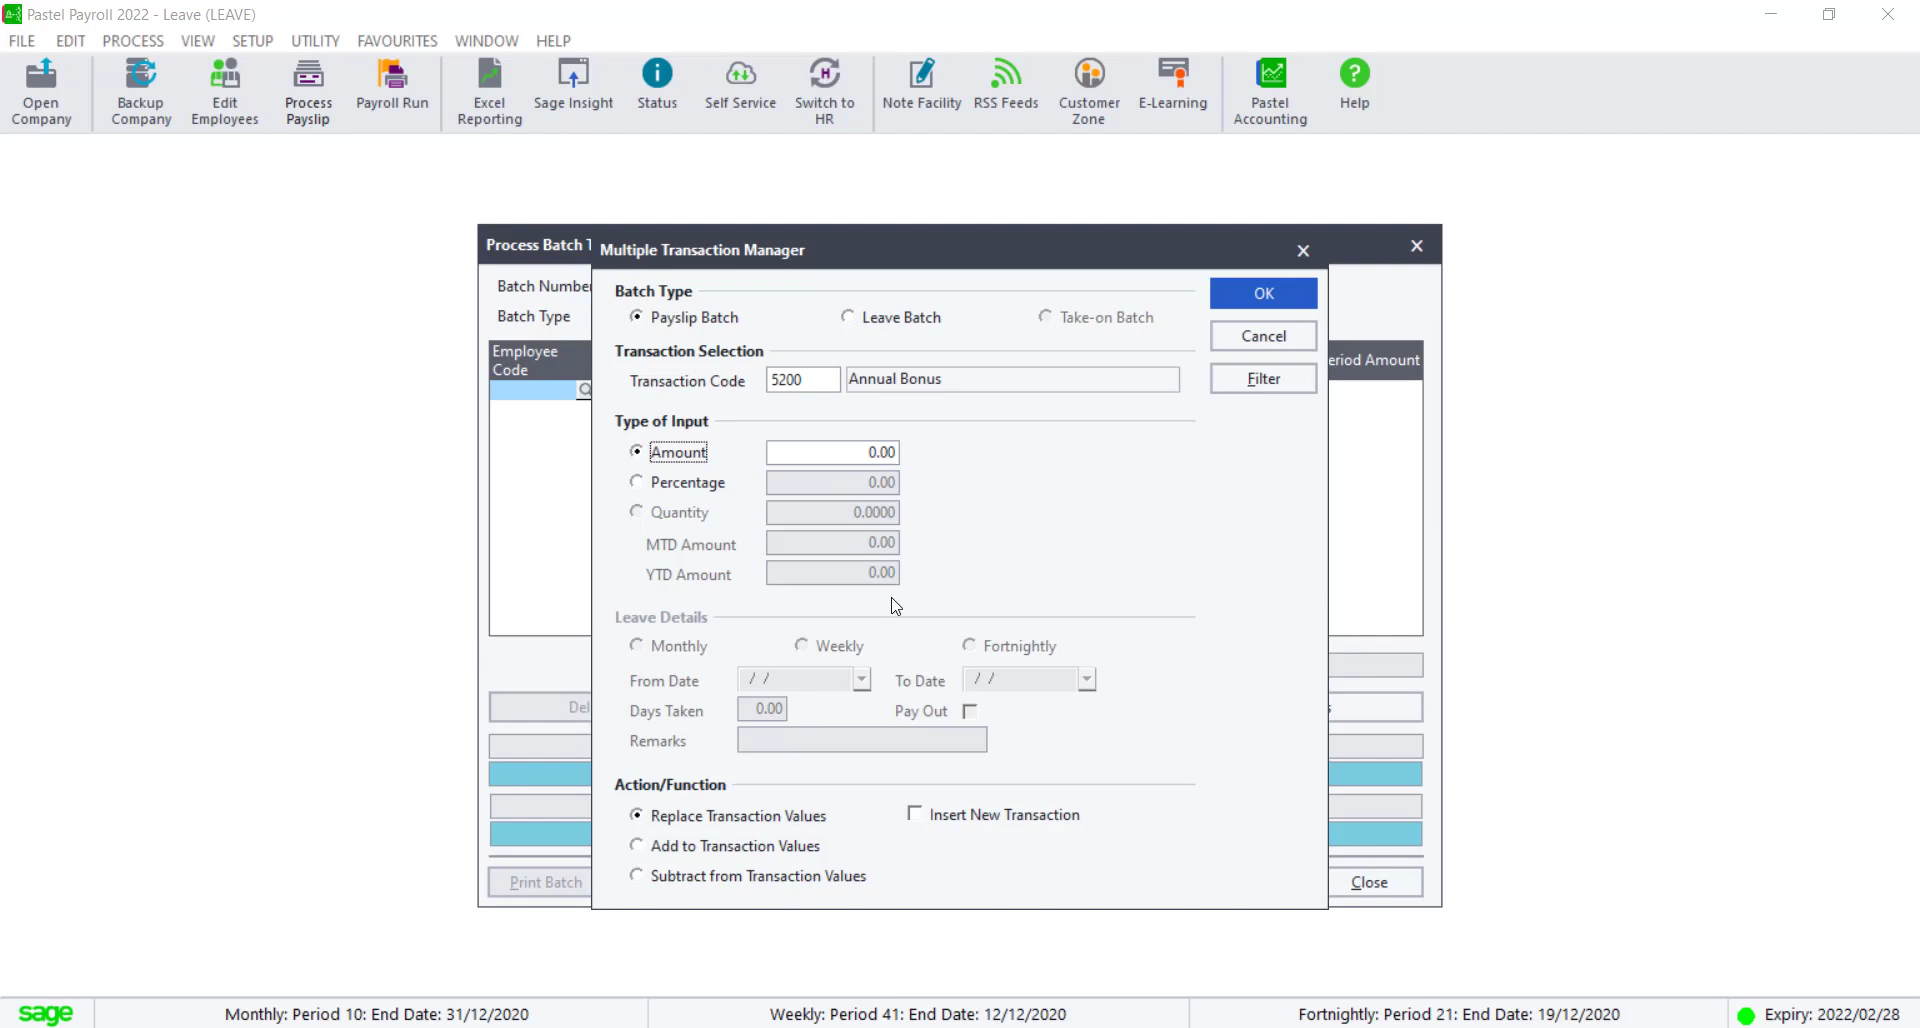 Pastel Payroll 2022 - Leave (LEAVE)
FILE EDIT PROCESS VIEW SETUP UTILITY FAVOURITES WINDOW HELP
Open Company
Backup Company
Edit Employees
Process Payslip
Payroll Run
Excel Reporting
Sage Insight
Status
Self Service
Switch to HR
Note Facility
RSS Feeds
Customer Zone
E-Learning
Pastel Accounting
Help
Process Batch
Multiple Transaction Manager
Batch Number
Batch Type
Employee Code
Batch Type
Payslip Batch Leave Batch Take-on Batch
OK
Cancel
Filter
Transaction Selection
Transaction Code 5200 Annual Bonus
eriod Amount
Type of Input
Amount 0.00
Percentage 0.00
Quantity 0.0000
MTD Amount 0.00
YTD Amount 0.00
Leave Details
Monthly Weekly Fortnightly
From Date / / To Date / /
Days Taken 0.00 Pay Out
Remarks
Del
Action/Function
Replace Transaction Values Insert New Transaction
Add to Transaction Values
Subtract from Transaction Values
Print Batch
Close
sage Monthly: Period 10: End Date: 31/12/2020 Weekly: Period 41: End Date: 12/12/2020 Fortnightly: Period 21: End Date: 19/12/2020 Expiry: 2022/02/28